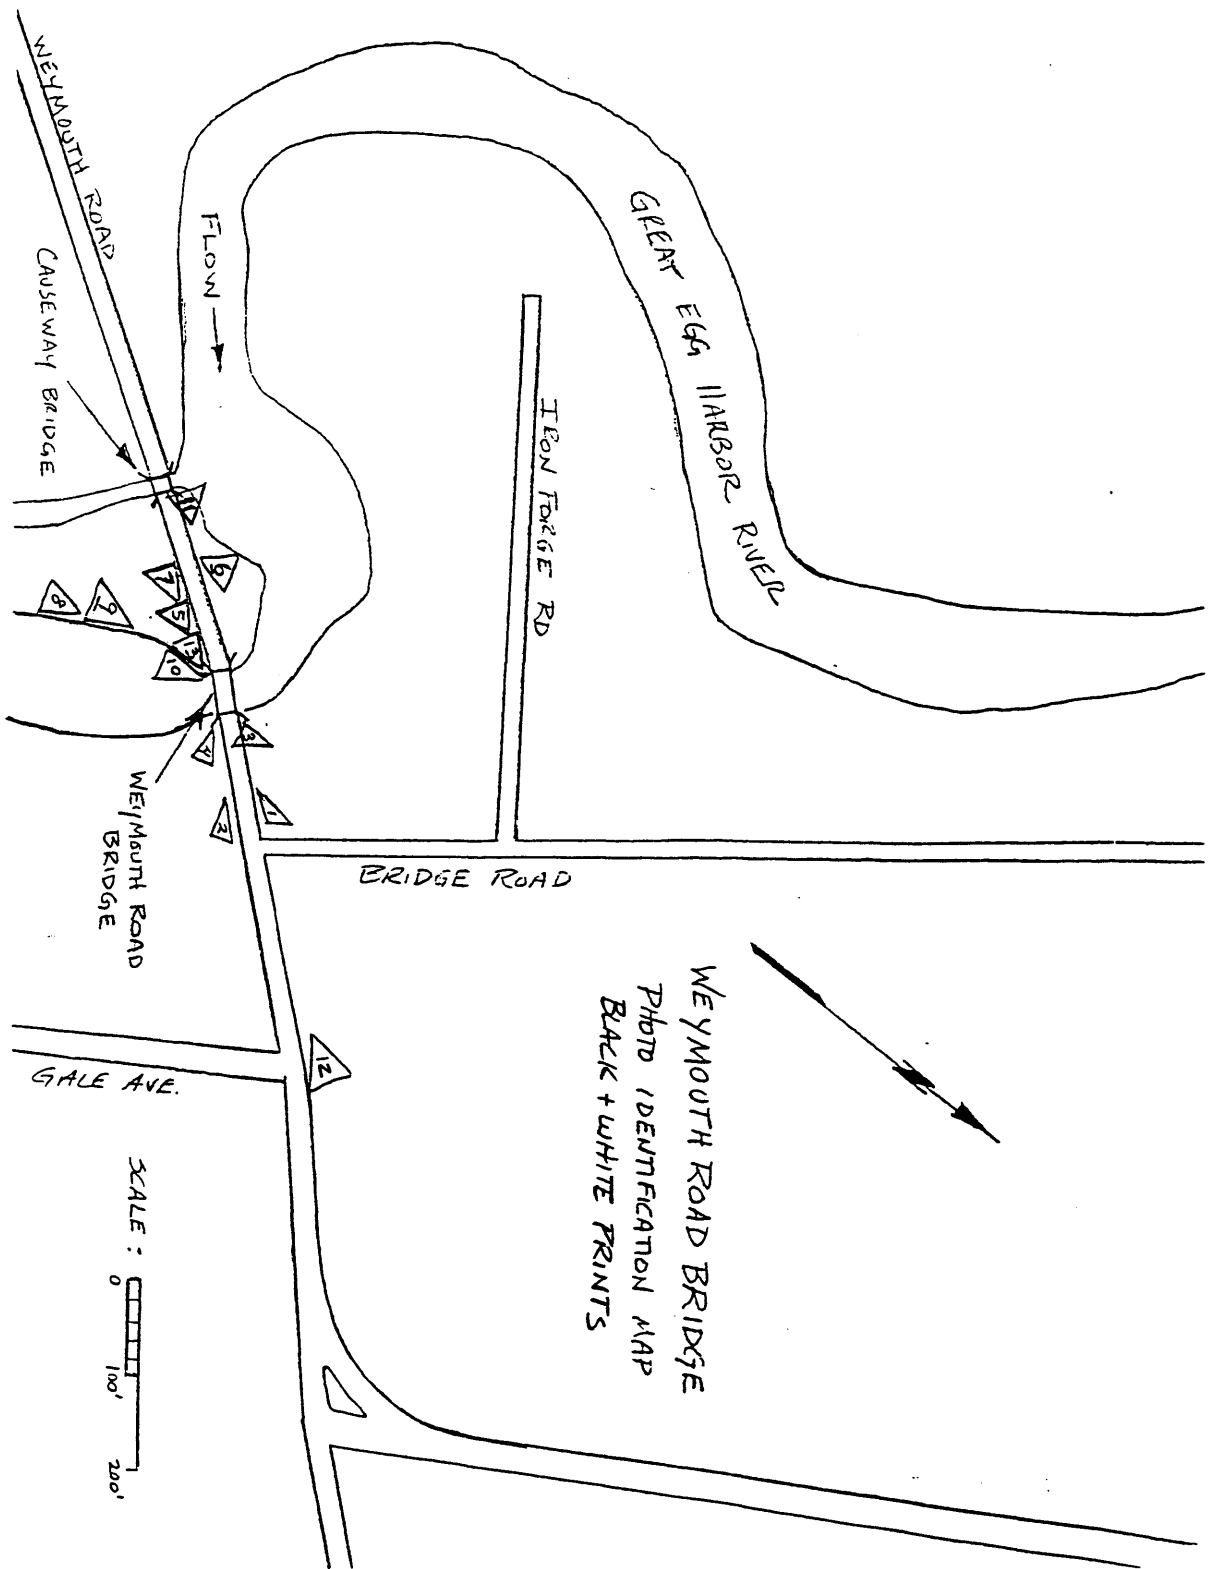 WEYMOUTH ROAD
FLOW
CAUSEWAY BRIDGE
GREAT EGG HARBOR RIVER
IRON FORGE RD
11
6
7
5
13
10
9
8
3
4
1
2
WEYMOUTH ROAD
BRIDGE
BRIDGE ROAD
GALE AVE.
12
WEYMOUTH ROAD BRIDGE
PHOTO IDENTIFICATION MAP
BLACK + WHITE PRINTS
SCALE:
0 100' 200'